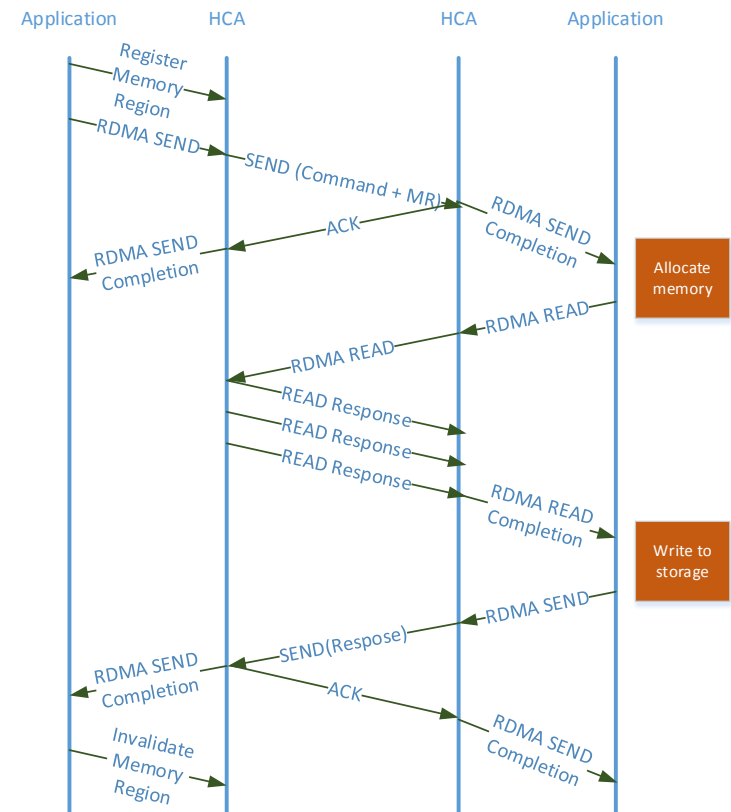 Application
HCA
HCA
Application
Register
Memory
Region
RDMA SEND
SEND (Command + MR)
RDMA SEND
Completion
ACK
RDMA SEND
Completion
Allocate
memory
RDMA READ
RDMA READ
READ Response
READ Response
READ Response
RDMA READ
Completion
Write to
storage
RDMA SEND
SEND(Respose)
RDMA SEND
Completion
ACK
RDMA SEND
Completion
Invalidate
Memory
Region